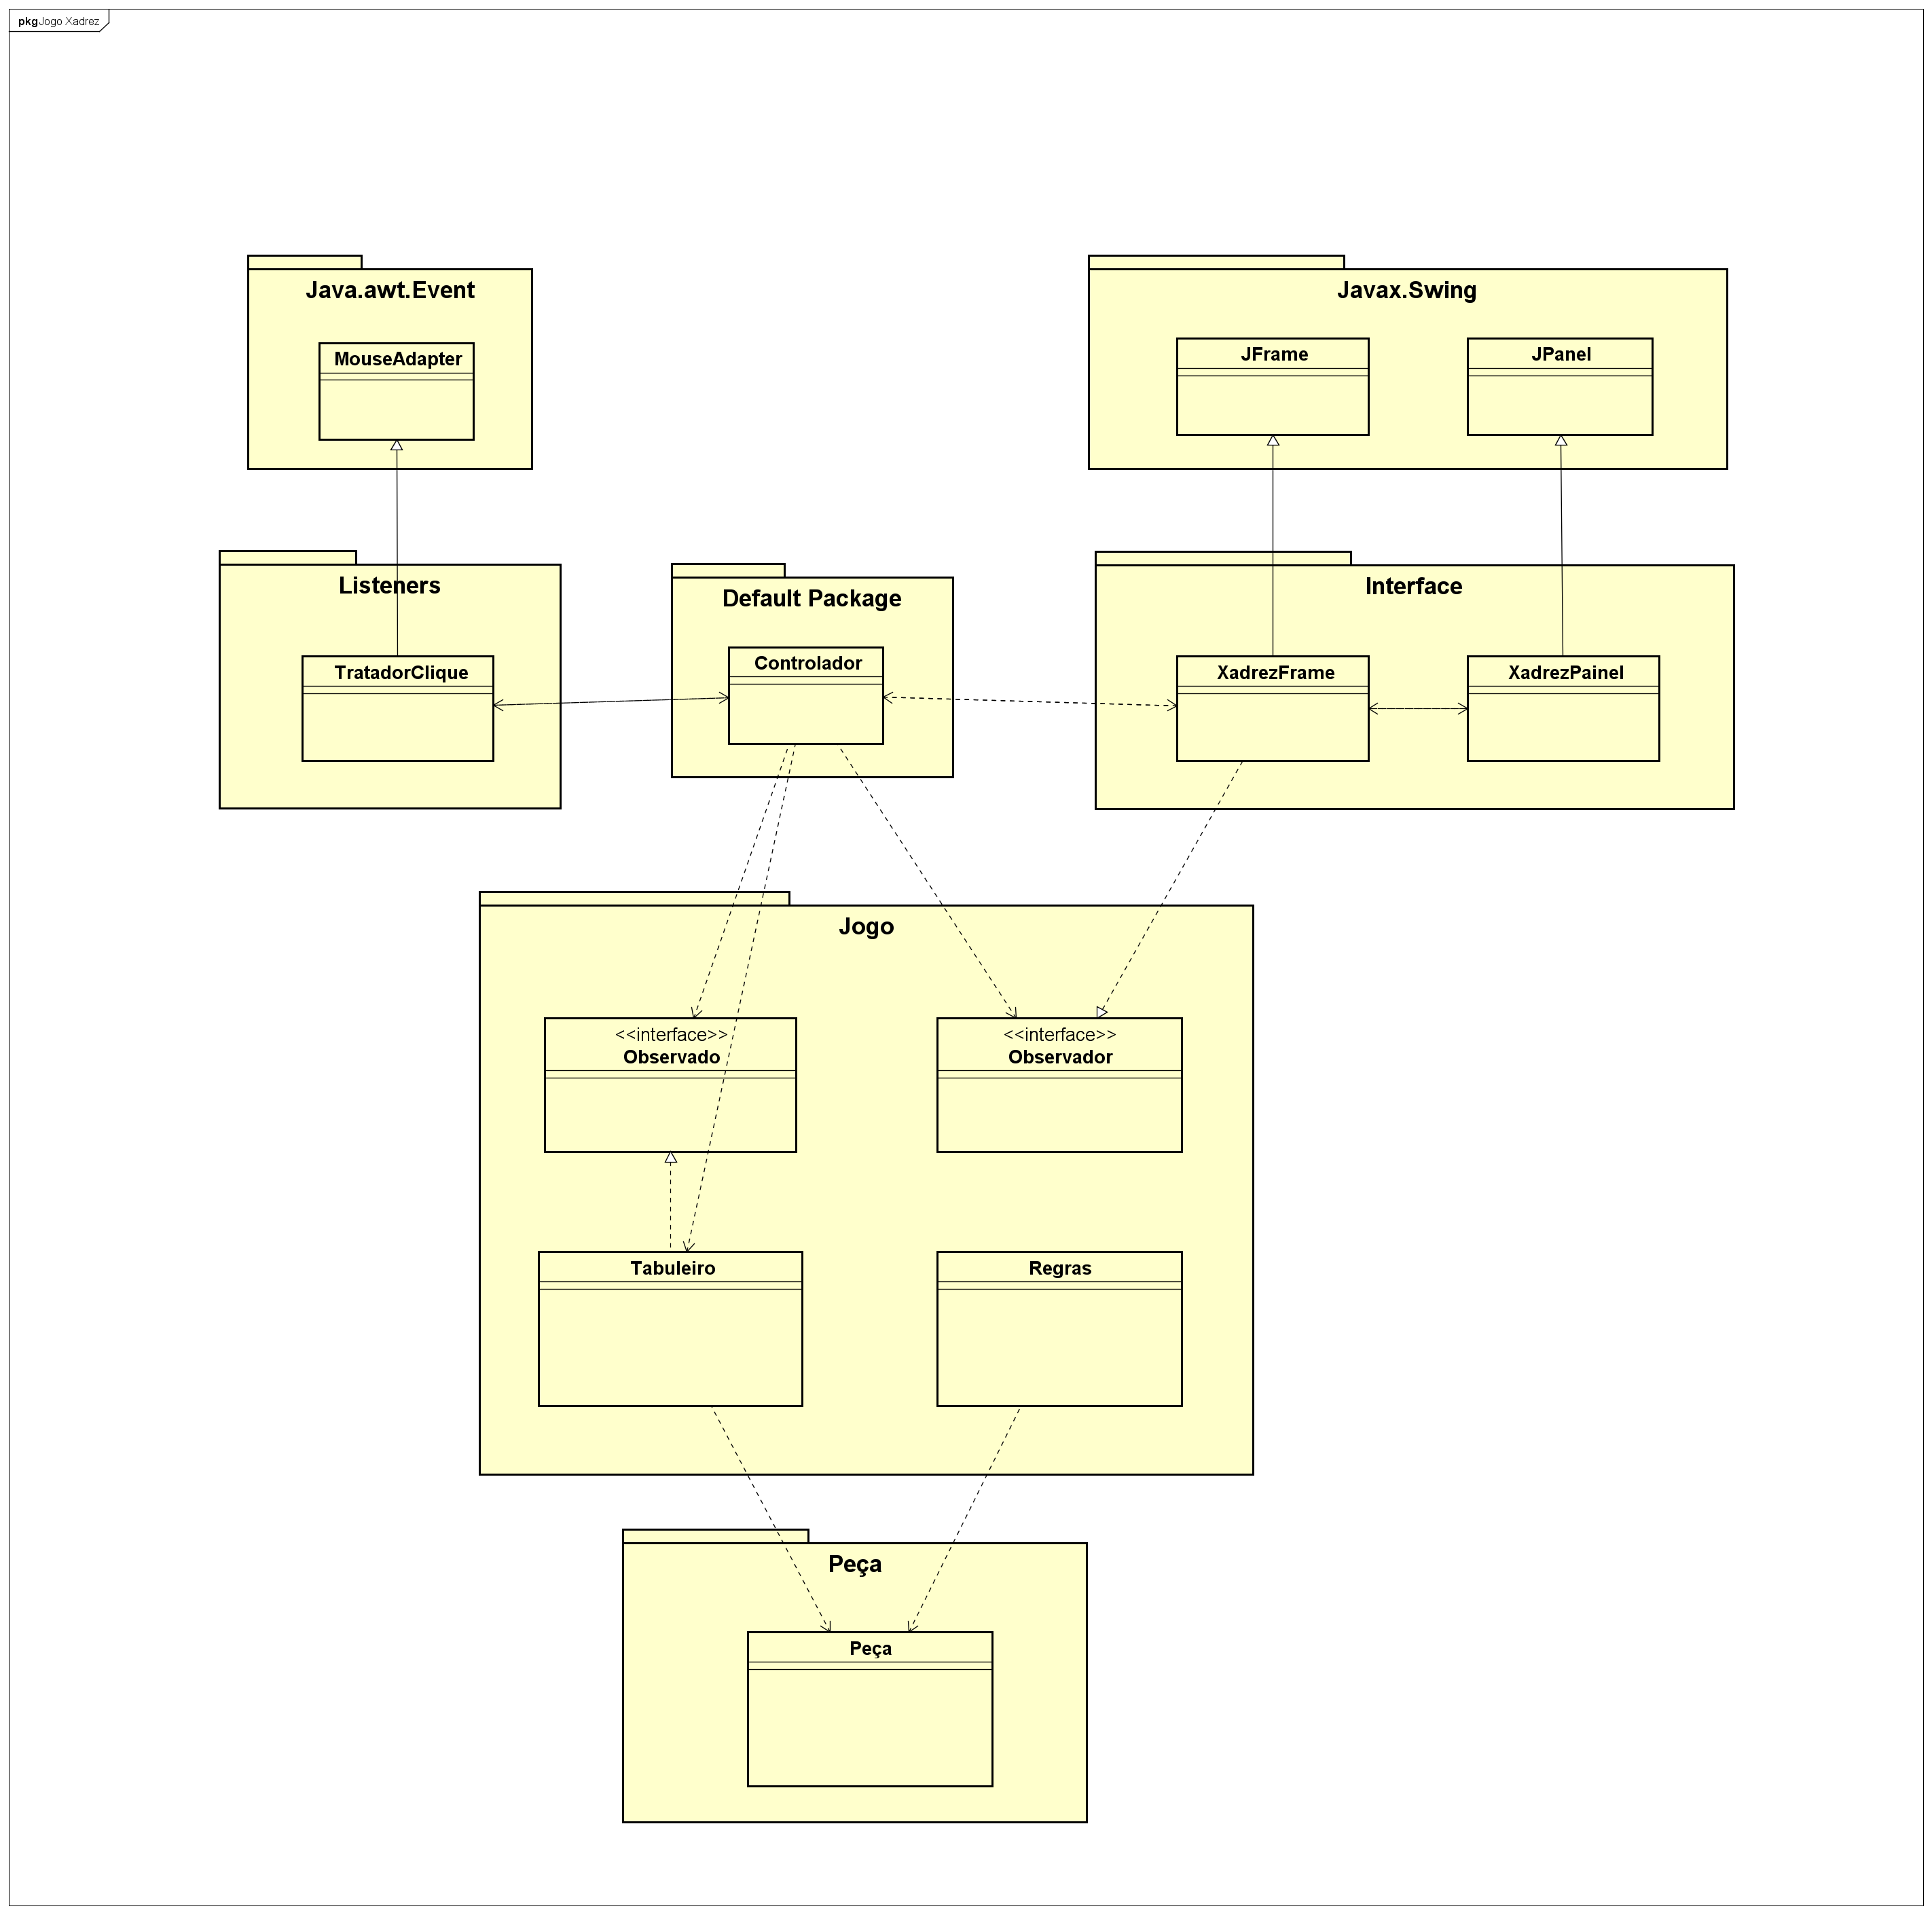 pkg Jogo Xadrez
Java.awt.Event
MouseAdapter
Javax.Swing
JFrame
JPanel
Listeners
TratadorClique
Default Package
Controlador
Interface
XadrezFrame
XadrezPainel
Jogo
<<interface>>
Observado
<<interface>>
Observador
Tabuleiro
Regras
Peça
Peça